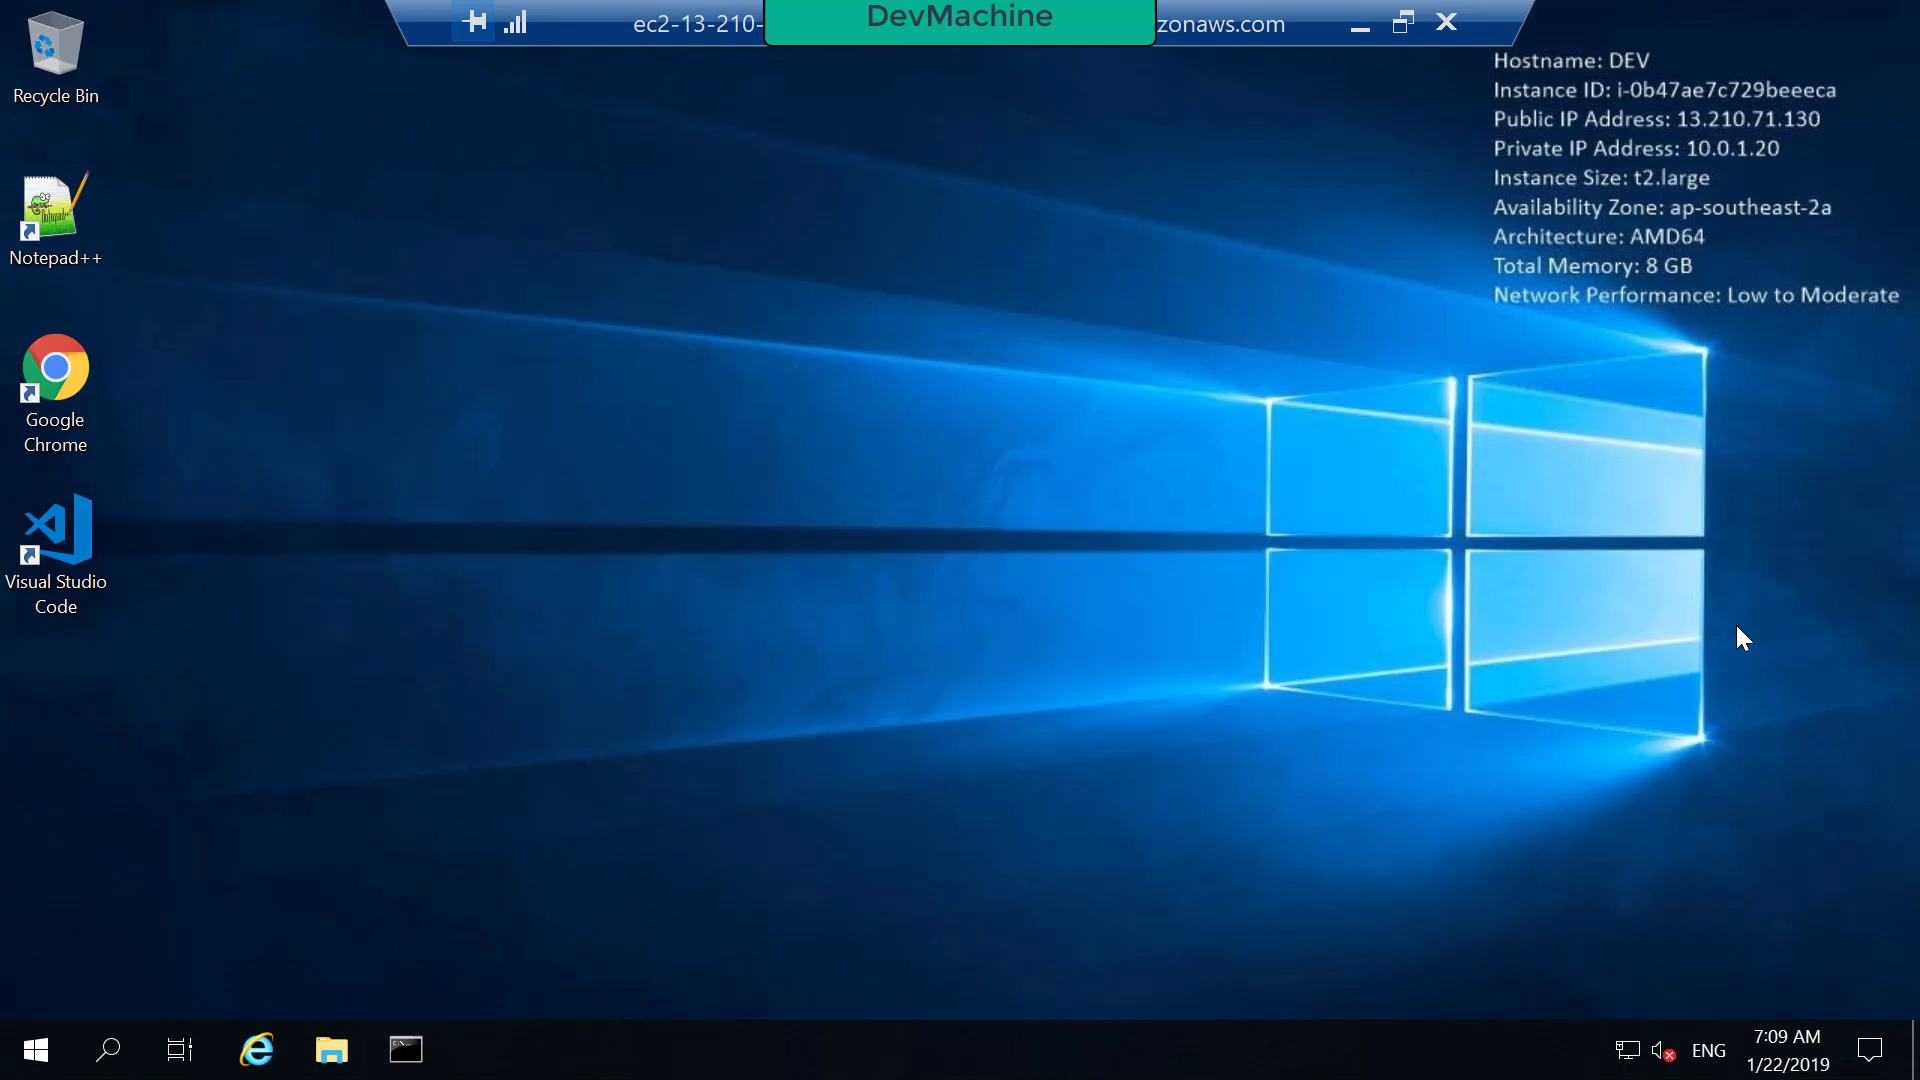 ec2-13-210-
DevMachine
zonaws.com
Hostname: DEV
Instance ID: i-0b47ae7c729beeeca
Public IP Address: 13.210.71.130
Private IP Address: 10.0.1.20
Instance Size: t2.large
Availability Zone: ap-southeast-2a
Architecture: AMD64
Total Memory: 8 GB
Network Performance: Low to Moderate
Recycle Bin
Notepad++
Google
Chrome
Visual Studio
Code
ENG
7:09 AM
1/22/2019